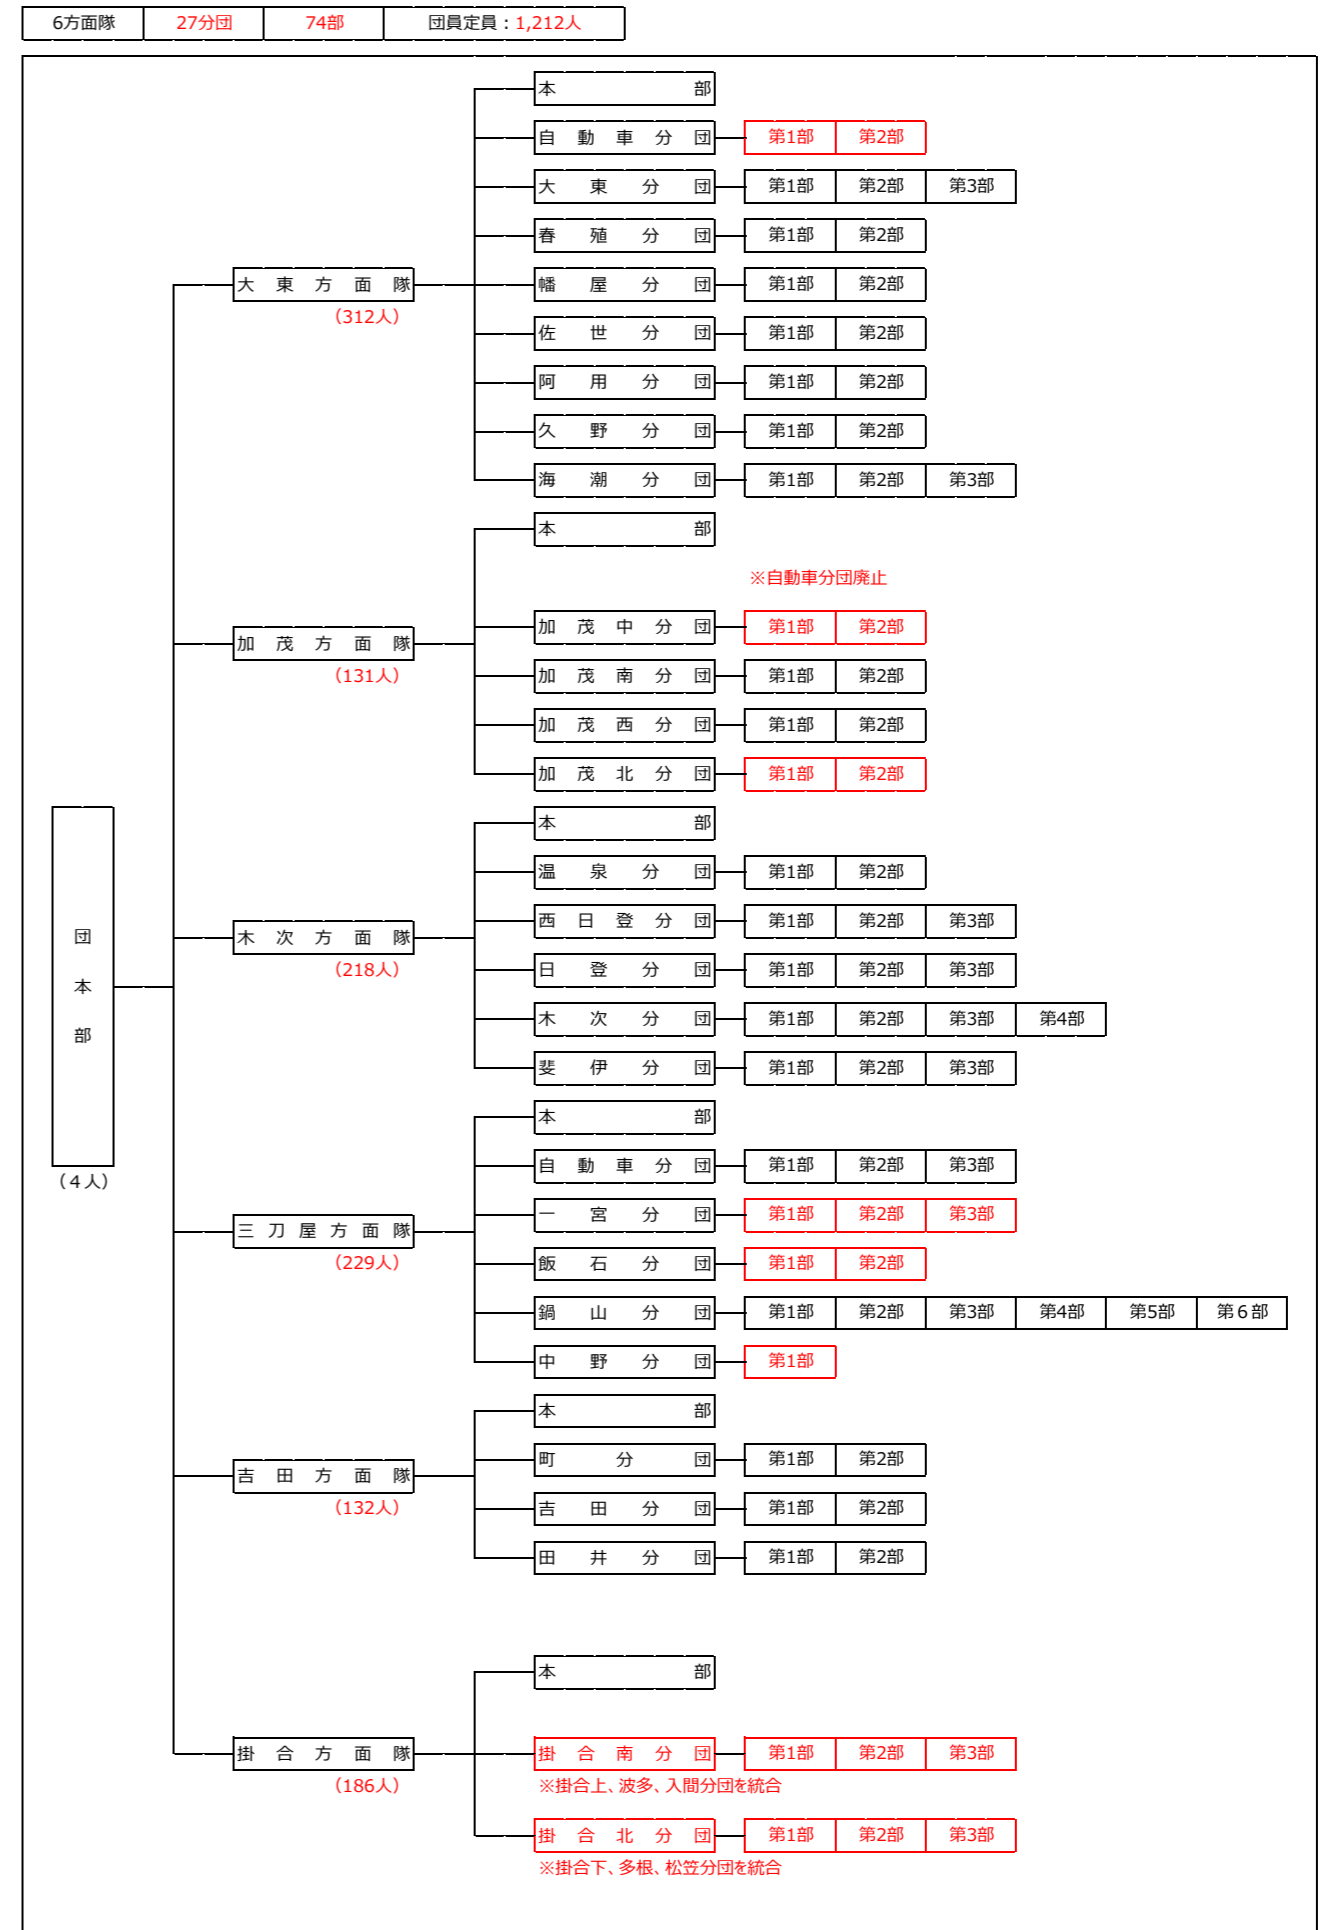 6方面隊 27分団 74部 団員定員：1,212人
本部
自動車分団 第1部 第2部
大東分団 第1部 第2部 第3部
春殖分団 第1部 第2部
大東方面隊 幡屋分団 第1部 第2部
（312人）
佐世分団 第1部 第2部
阿用分団 第1部 第2部
久野分団 第1部 第2部
海潮分団 第1部 第2部 第3部
本部
※自動車分団廃止
加茂中分団 第1部 第2部
加茂方面隊
（131人） 加茂南分団 第1部 第2部
加茂西分団 第1部 第2部
加茂北分団 第1部 第2部
本部
温泉分団 第1部 第2部
西日登分団 第1部 第2部 第3部
団本部
木次方面隊
（218人） 日登分団 第1部 第2部 第3部
木次分団 第1部 第2部 第3部 第4部
斐伊分団 第1部 第2部 第3部
本部
自動車分団 第1部 第2部 第3部
（４人）
一宮分団 第1部 第2部 第3部
三刀屋方面隊
（229人） 飯石分団 第1部 第2部
鍋山分団 第1部 第2部 第3部 第4部 第5部 第６部
中野分団 第1部
本部
町分団 第1部 第2部
吉田方面隊
（132人） 吉田分団 第1部 第2部
田井分団 第1部 第2部
本部
掛合方面隊 掛合南分団 第1部 第2部 第3部
（186人） ※掛合上、波多、入間分団を統合
掛合北分団 第1部 第2部 第3部
※掛合下、多根、松笠分団を統合